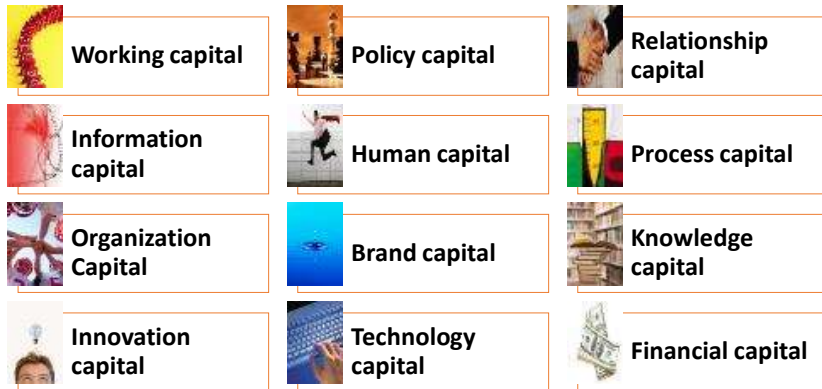 Working capital
Policy capital
Relationship
capital
Information
capital
Human capital
Process capital
Organization
Capital
Brand capital
Knowledge
capital
Innovation
capital
Technology
capital
Financial capital